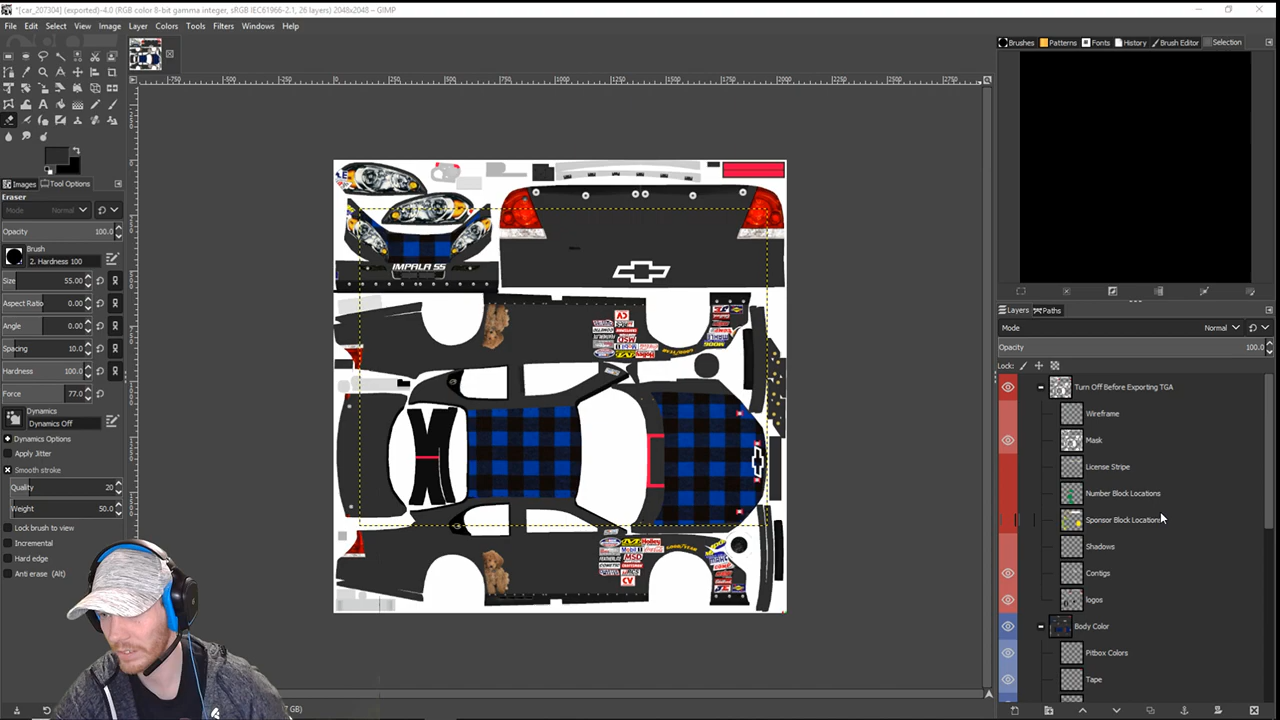 *[car_207304] (exported)-4.0 (RGB color 8-bit gamma integer, sRGB IEC61966-2.1, 26 layers) 2048x2048 – GIMP
File Edit Select View Image Layer Colors Tools Filters Windows Help
Brushes Patterns Fonts History Brush Editor Selection
Images Tool Options
Eraser
Mode Normal
Opacity 100.0
Brush
2. Hardness 100
Size 55.00
Aspect Ratio 0.00
Angle 0.00
Spacing 10.0
Hardness 100.0
Force 77.0
Dynamics
Dynamics Off
Dynamics Options
Apply Jitter
Smooth stroke
Quality 20
Weight 50.0
Lock brush to view
Incremental
Hard edge
Anti erase (Alt)
IMPALA SS
MSD
MSD
GOODYEAR
Layers Paths
Mode Normal
Opacity 100.0
Lock:
Turn Off Before Exporting TGA
Wireframe
Mask
License Stripe
Number Block Locations
Sponsor Block Locations
Shadows
Contigs
logos
Body Color
Pitbox Colors
Tape
GB)